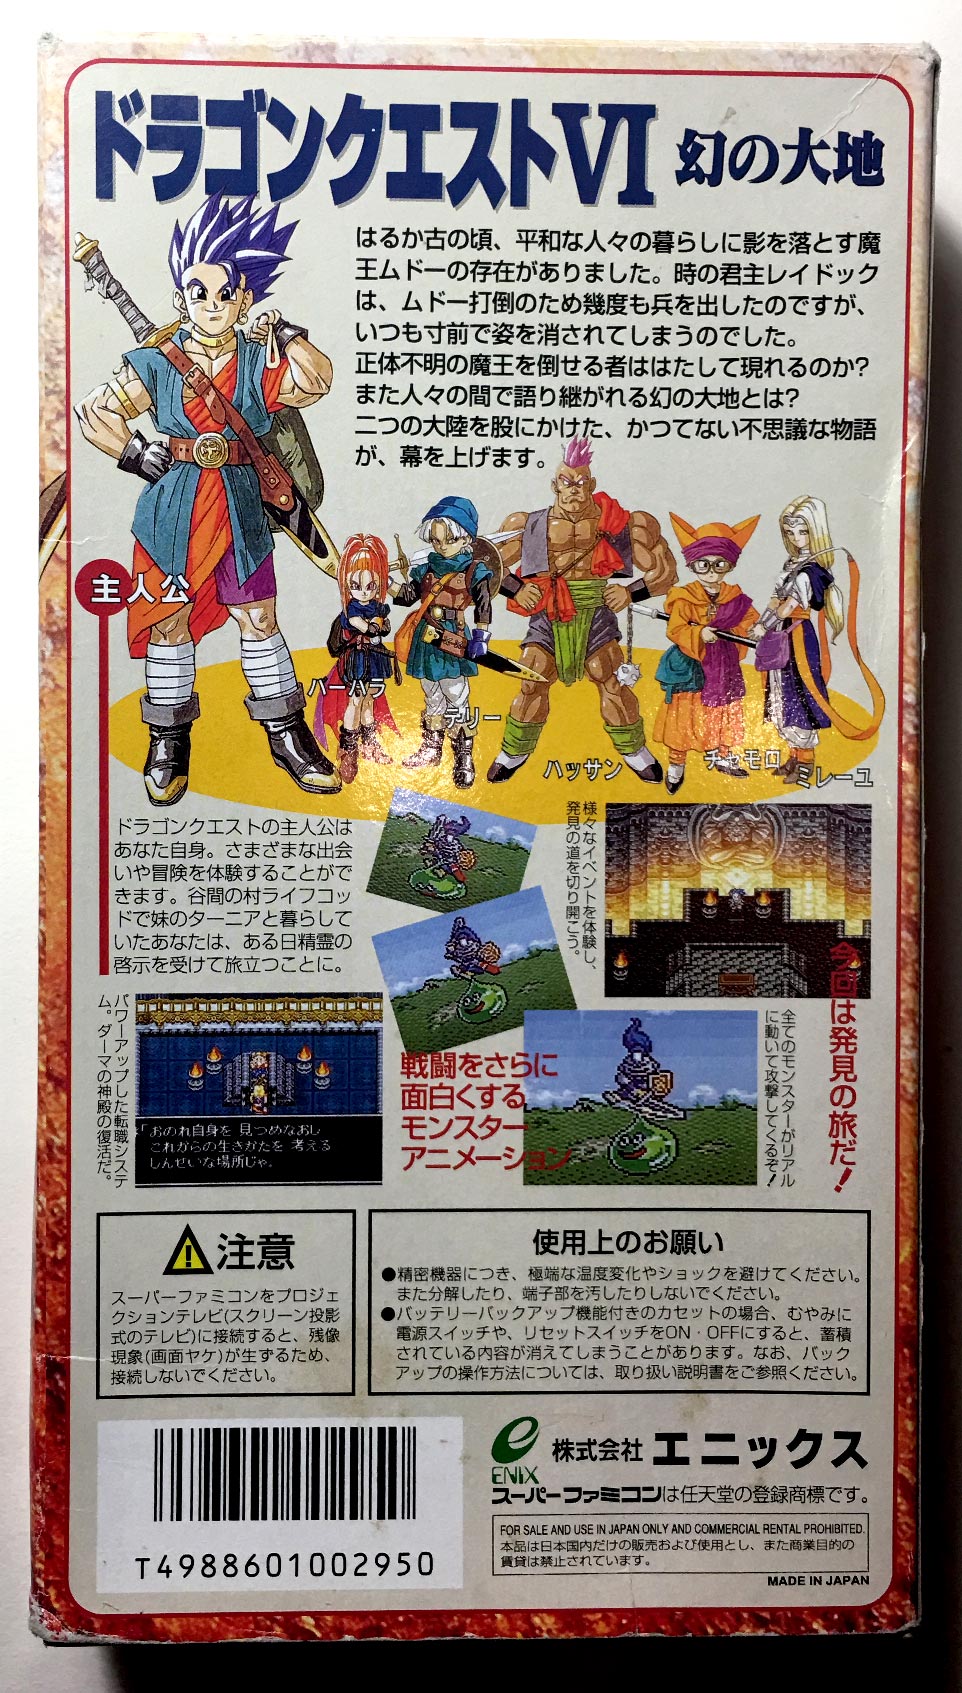 ドラゴンクエストVI 幻の大地
はるか古の頃、平和な人々の暮らしに影を落とす魔
王ムドーの存在がありました。時の君主レイドック
は、ムドー打倒のため幾度も兵を出したのですが、
いつも寸前で姿を消されてしまうのでした。
正体不明の魔王を倒せる者ははたして現れるのか?
また人々の間で語り継がれる幻の大地とは?
二つの大陸を股にかけた、かつてない不思議な物語
が、幕を上げます。
主人公
バーバラ
テリー
ハッサン
チャモロ
ミレーユ
ドラゴンクエストの主人公は
あなた自身。さまざまな出会
いや冒険を体験することがで
きます。谷間の村ライフコッ
ドで妹のターニアと暮らして
いたあなたは、ある日精霊の
啓示を受けて旅立つことに。
様々なイベントを体験し、
発見の道を切り開こう。
今回は発見の旅だ!
パワーアップした転職システ
ム。ダーマの神殿の復活だ。
「おのれ自身を 見つめなおし
これからの生きかたを 考える
しんせいな場所じゃ。
戦闘をさらに
面白くする
モンスター
アニメーション
全てのモンスターがリアル
に動いて攻撃してくるぞ!
注意
スーパーファミコンをプロジェ
クションテレビ(スクリーン投影
式のテレビ)に接続すると、残像
現象(画面ヤケ)が生ずるため、
接続しないでください。
使用上のお願い
●精密機器につき、極端な温度変化やショックを避けてください。
また分解したり、端子部を汚したりしないでください。
●バッテリーバックアップ機能付きのカセットの場合、むやみに
電源スイッチや、リセットスイッチをON・OFFにすると、蓄積
されている内容が消えてしまうことがあります。なお、バック
アップの操作方法については、取り扱い説明書をご参照ください。
T4988601002950
ENIX
株式会社 エニックス
スーパーファミコンは任天堂の登録商標です。
FOR SALE AND USE IN JAPAN ONLY AND COMMERCIAL RENTAL PROHIBITED.
本品は日本国内だけの販売および使用とし、また商業目的の
賃貸は禁止されています。
MADE IN JAPAN